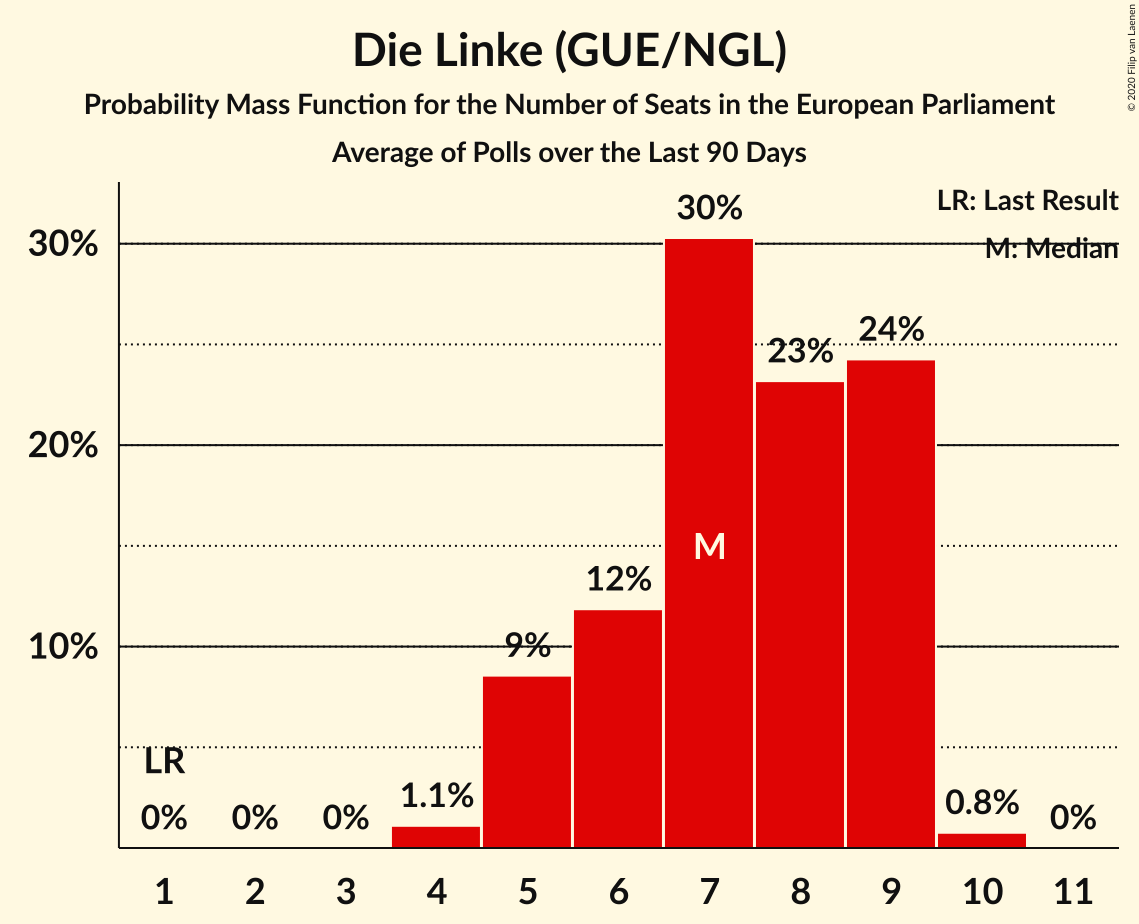 Die Linke (GUE/NGL)
Probability Mass Function for the Number of Seats in the European Parliament
Average of Polls over the Last 90 Days
© 2020 Filip van Laenen
LR: Last Result
M: Median
30%
20%
10%
LR
0%
0%
0%
1.1%
9%
12%
30%
M
23%
24%
0.8%
0%
1 2 3 4 5 6 7 8 9 10 11